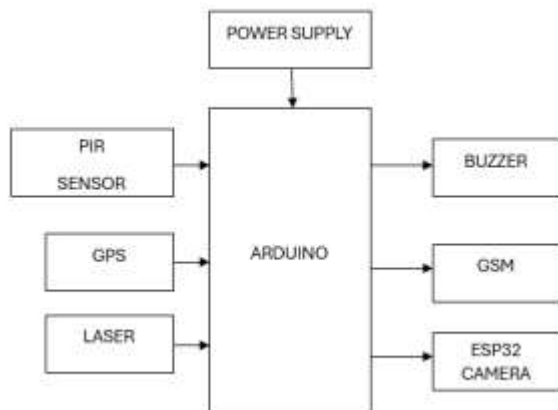 POWER SUPPLY
PIR
SENSOR
GPS
LASER
ARDUINO
BUZZER
GSM
ESP32
CAMERA